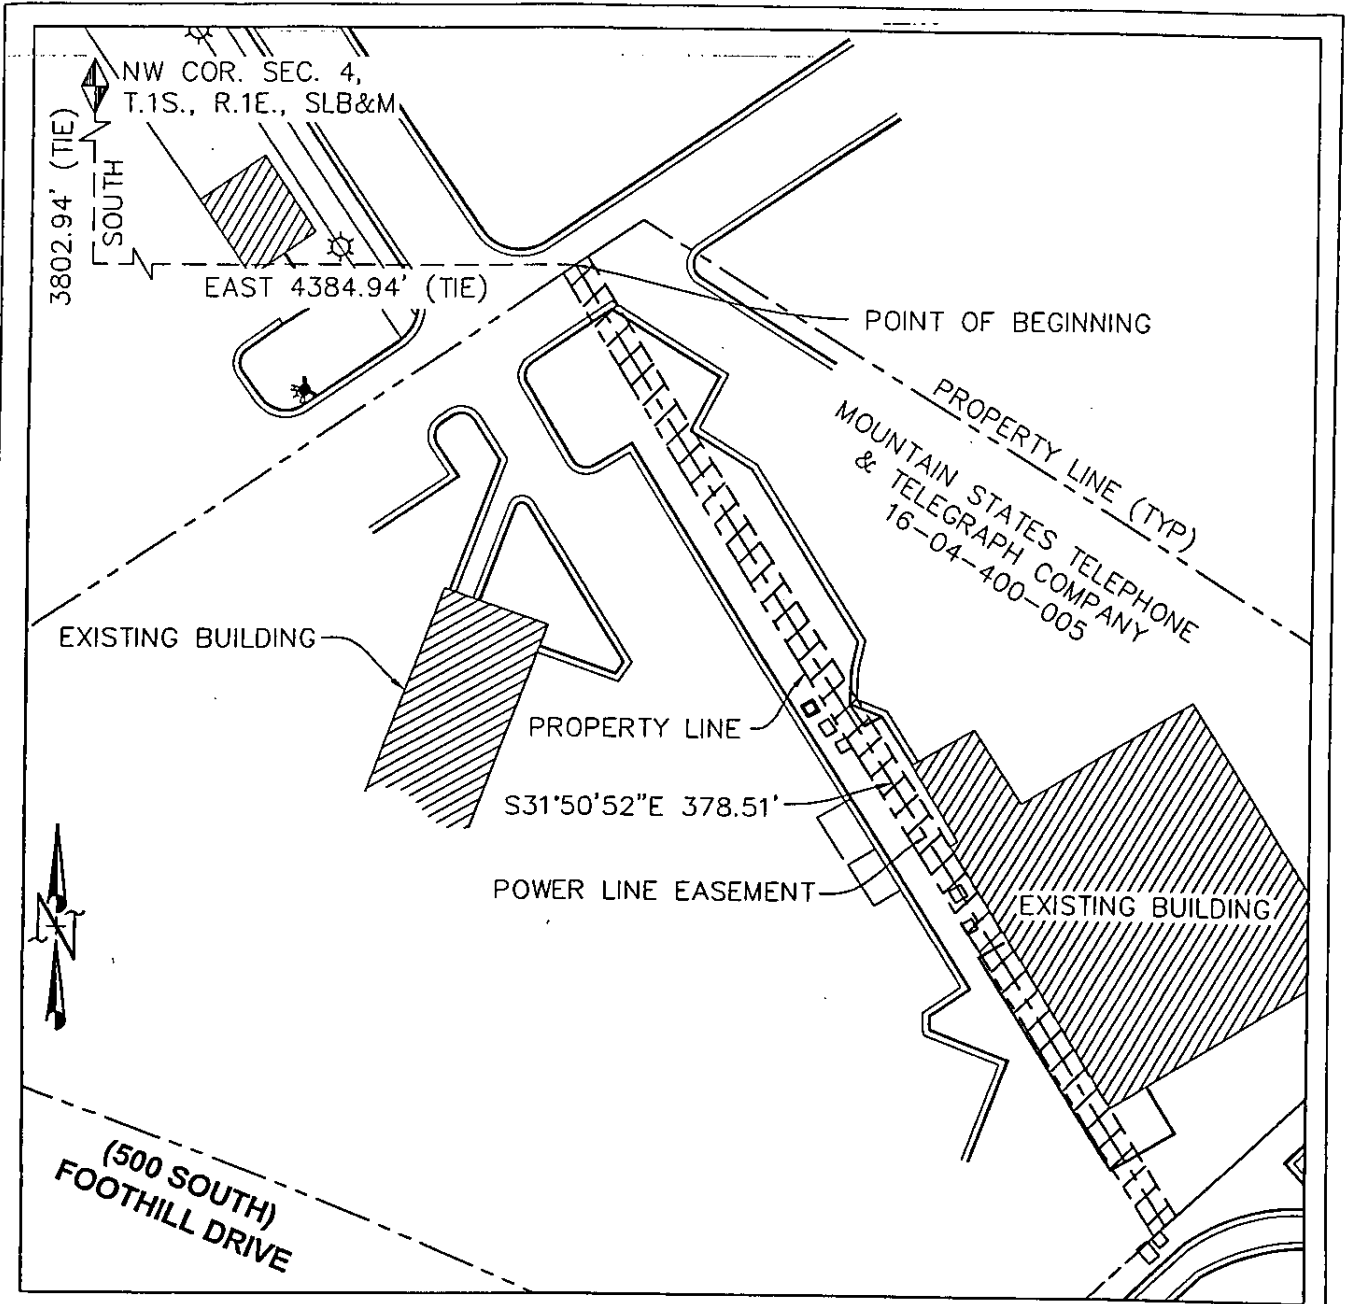 NW COR. SEC. 4,
T.1S., R.1E., SLB&M
3802.94' (TIE)
SOUTH
EAST 4384.94' (TIE)
POINT OF BEGINNING
PROPERTY LINE (TYP)
MOUNTAIN STATES TELEPHONE
& TELEGRAPH COMPANY
16-04-400-005
EXISTING BUILDING
PROPERTY LINE
S31°50'52"E 378.51'
POWER LINE EASEMENT
EXISTING BUILDING
N
(500 SOUTH)
FOOTHILL DRIVE